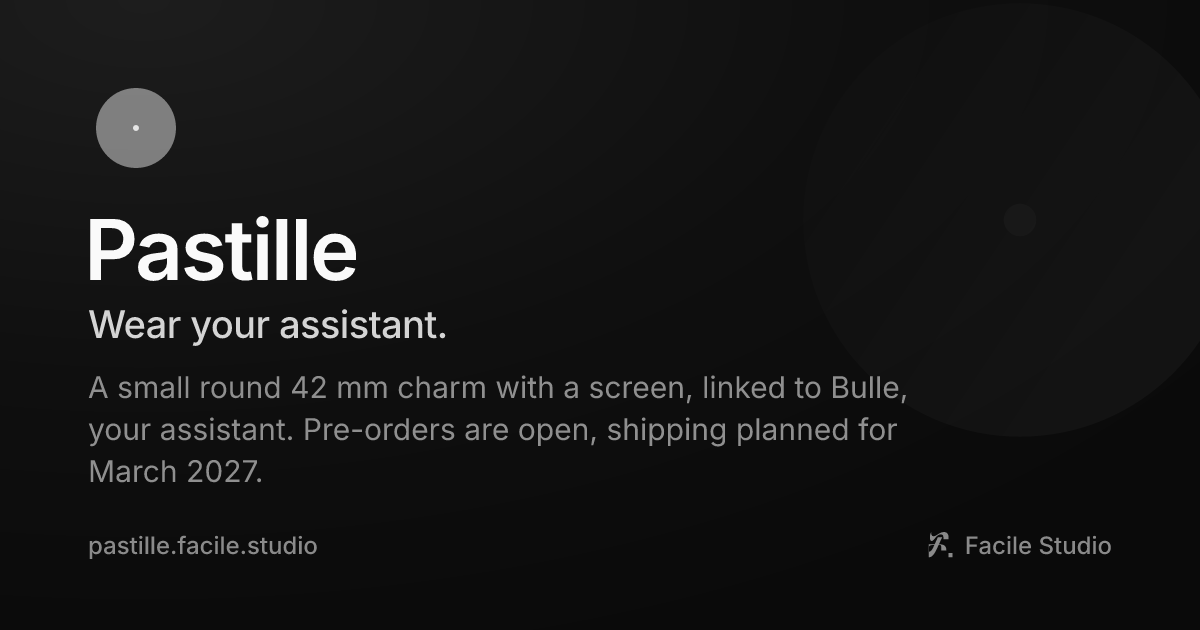 Pastille
Wear your assistant.
A small round 42 mm charm with a screen, linked to Bulle,
your assistant. Pre-orders are open, shipping planned for
March 2027.
pastille.facile.studio
Facile Studio